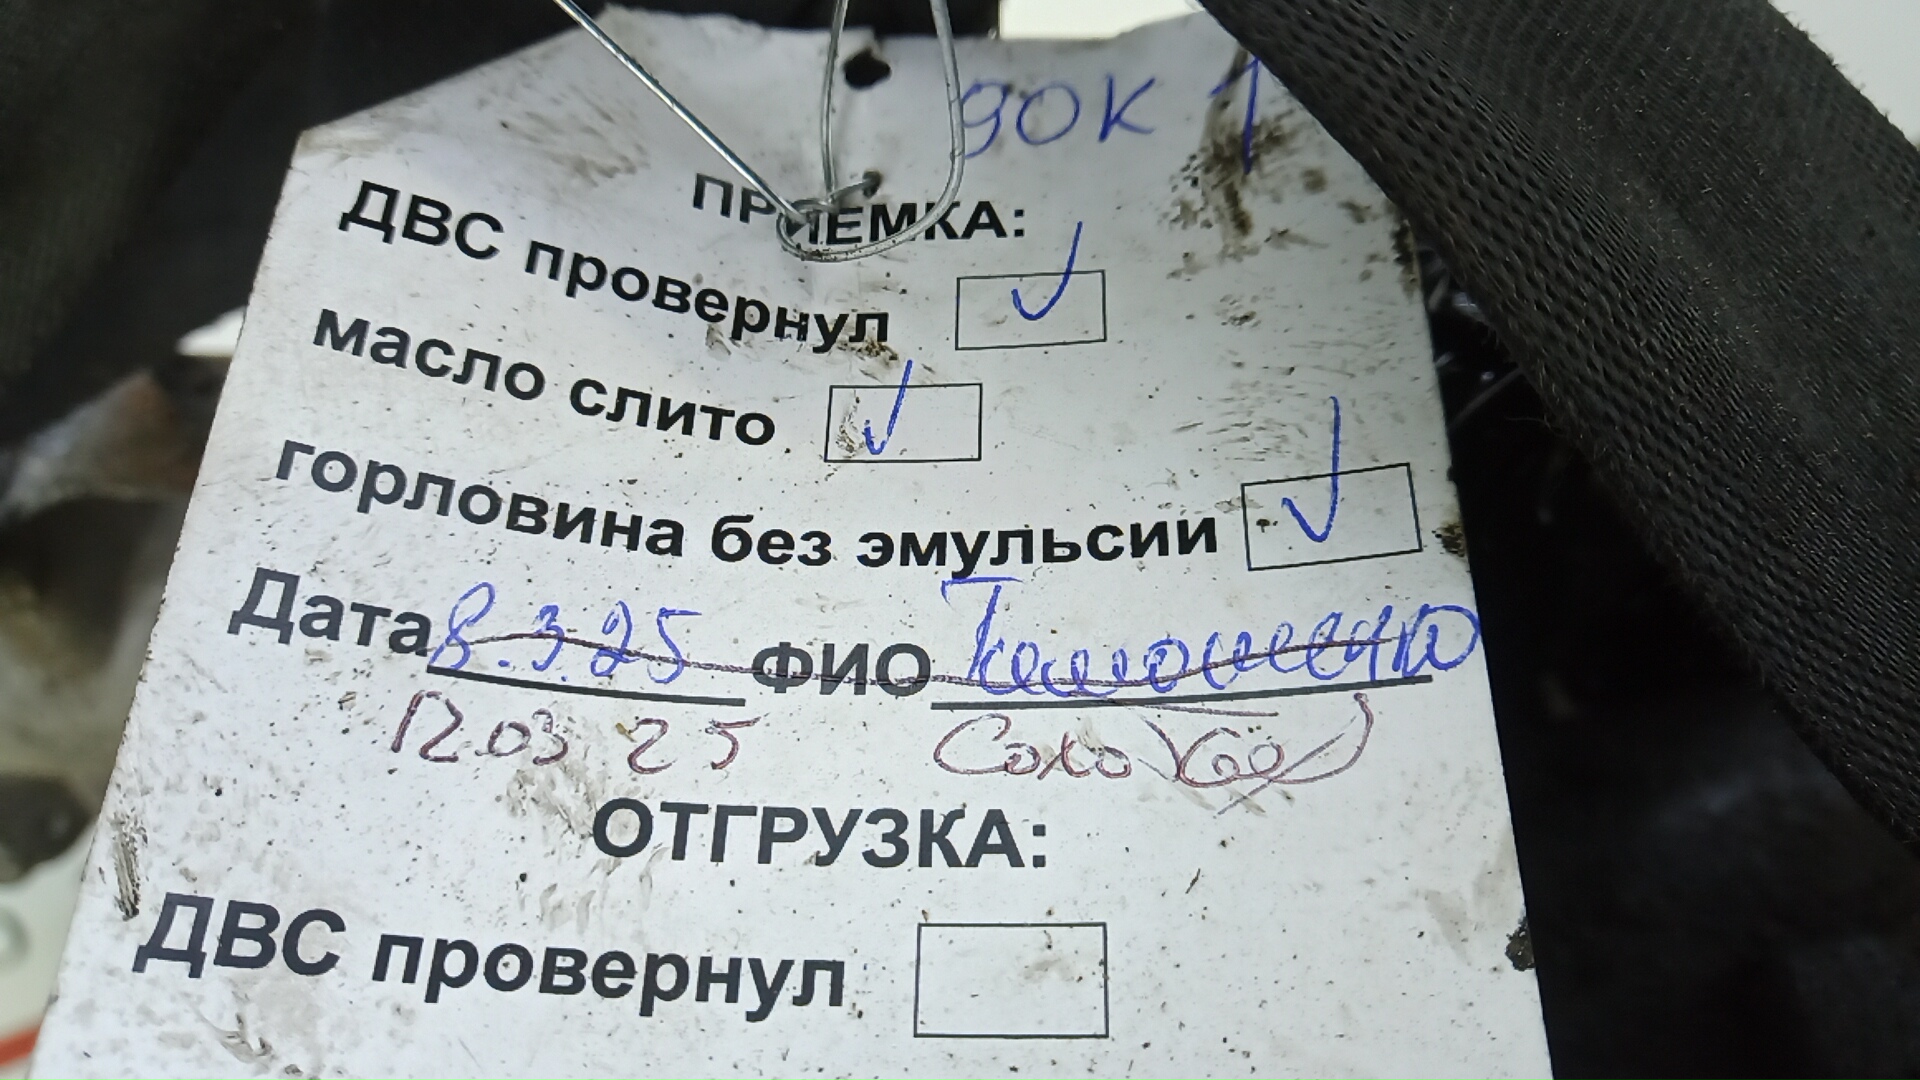 док 1
ПРИЕМКА:
ДВС провернул
масло слито
горловина без эмульсии
Дата 8.3.25 ФИО
12.03 25
ОТГРУЗКА:
ДВС провернул